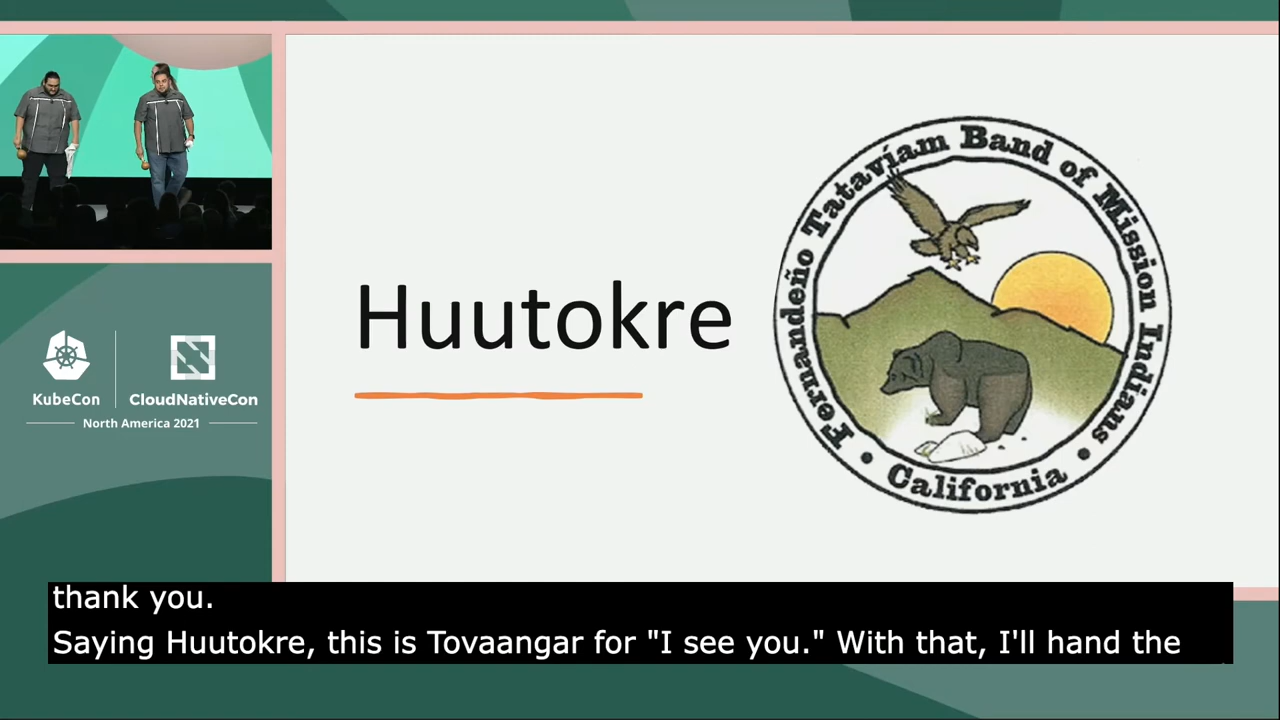 Fernandeño Tataviam Band of Mission Indians
• California •
Huutokre
KubeCon
CloudNativeCon
North America 2021
thank you.
Saying Huutokre, this is Tovaangar for "I see you." With that, I'll hand the